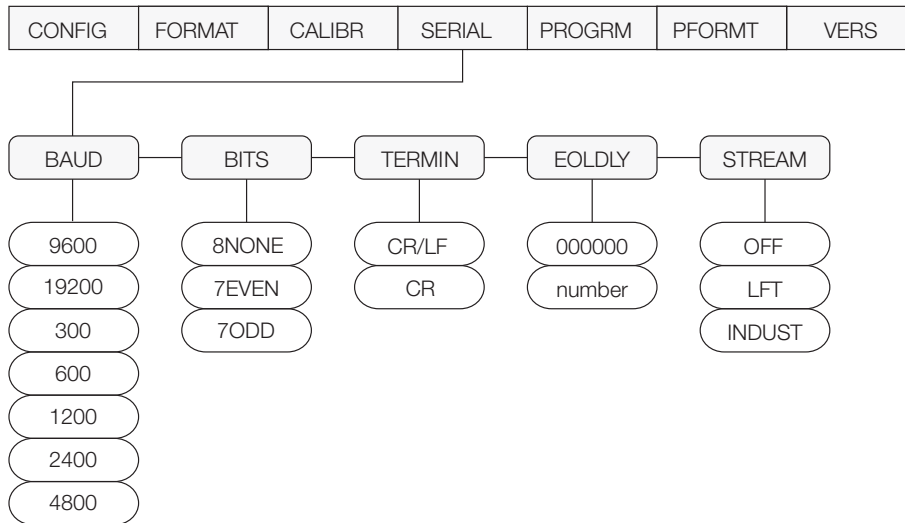 CONFIG FORMAT CALIBR SERIAL PROGRM PFORMT VERS
BAUD BITS TERMIN EOLDLY STREAM
9600 8NONE CR/LF 000000 OFF
19200 7EVEN CR number LFT
300 7ODD INDUST
600
1200
2400
4800